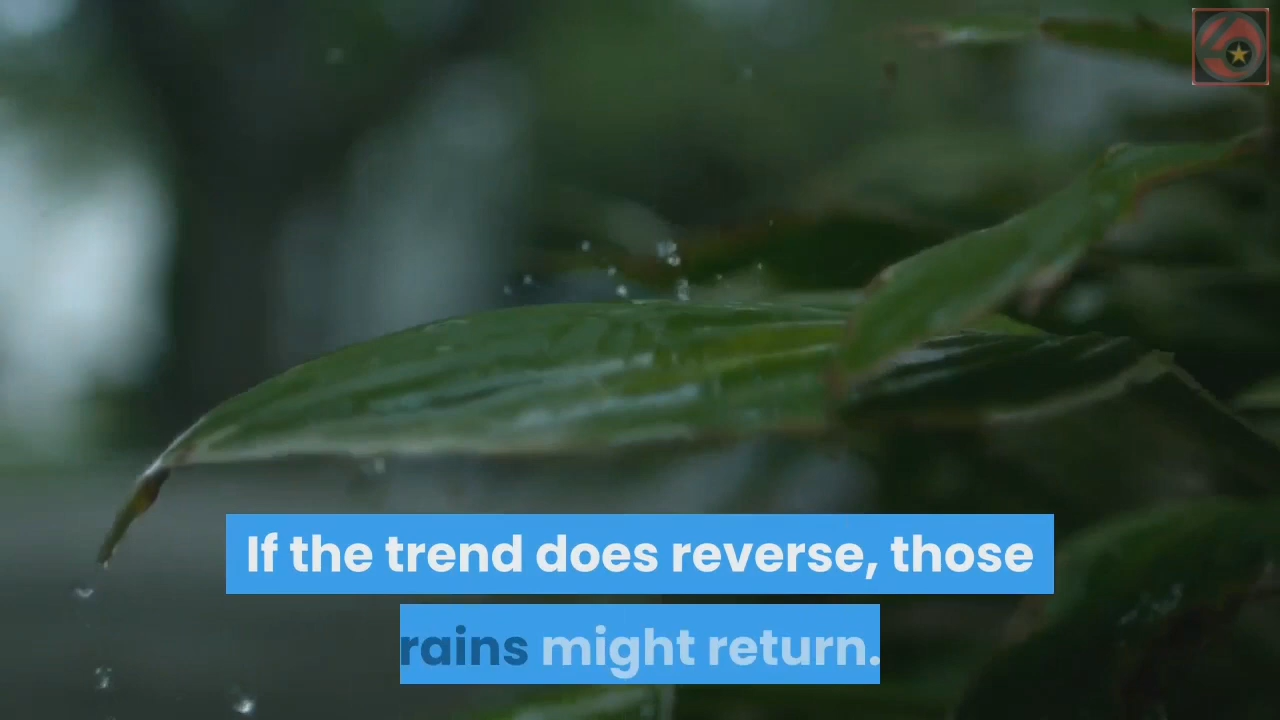 If the trend does reverse, those
rains might return.